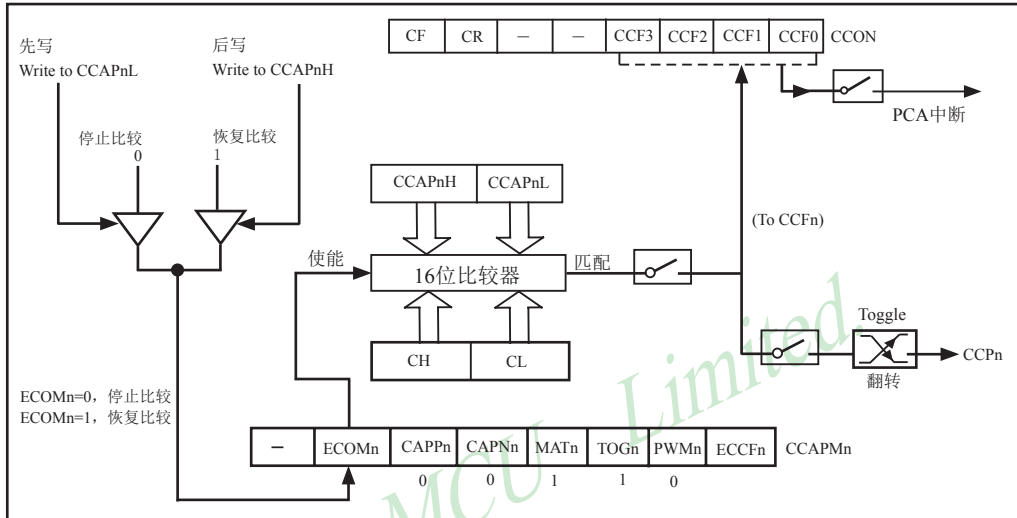 先写
Write to CCAPnL
后写
Write to CCAPnH
CF CR － － CCF3 CCF2 CCF1 CCF0 CCON
PCA中断
停止比较
0
恢复比较
1
CCAPnH CCAPnL
(To CCFn)
使能
16位比较器
匹配
CH CL
Toggle
翻转
CCPn
ECOMn=0，停止比较
ECOMn=1，恢复比较
－ ECOMn CAPPn CAPNn MATn TOGn PWMn ECCFn CCAPMn
0 0 1 1 0
MCU Limited.